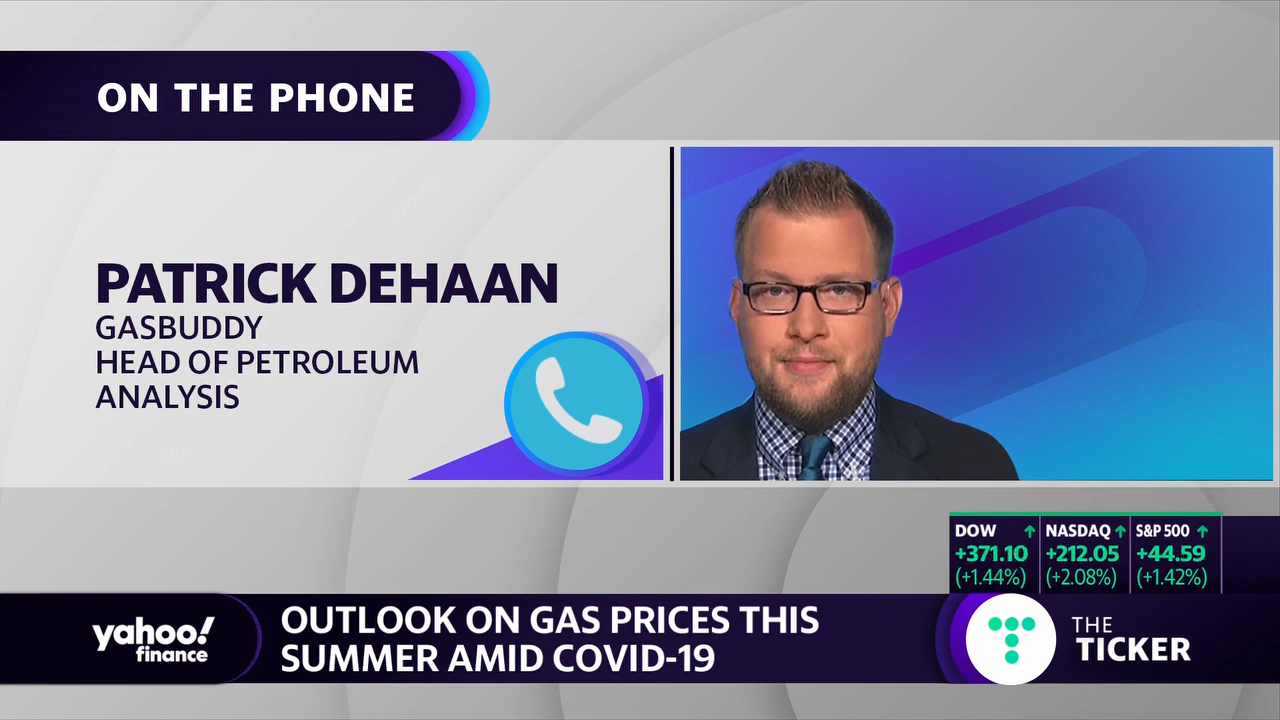 ON THE PHONE
PATRICK DEHAAN
GASBUDDY
HEAD OF PETROLEUM
ANALYSIS
DOW
+371.10
(+1.44%)
NASDAQ
+212.05
(+2.08%)
S&P 500
+44.59
(+1.42%)
yahoo!
finance
OUTLOOK ON GAS PRICES THIS
SUMMER AMID COVID-19
THE
TICKER